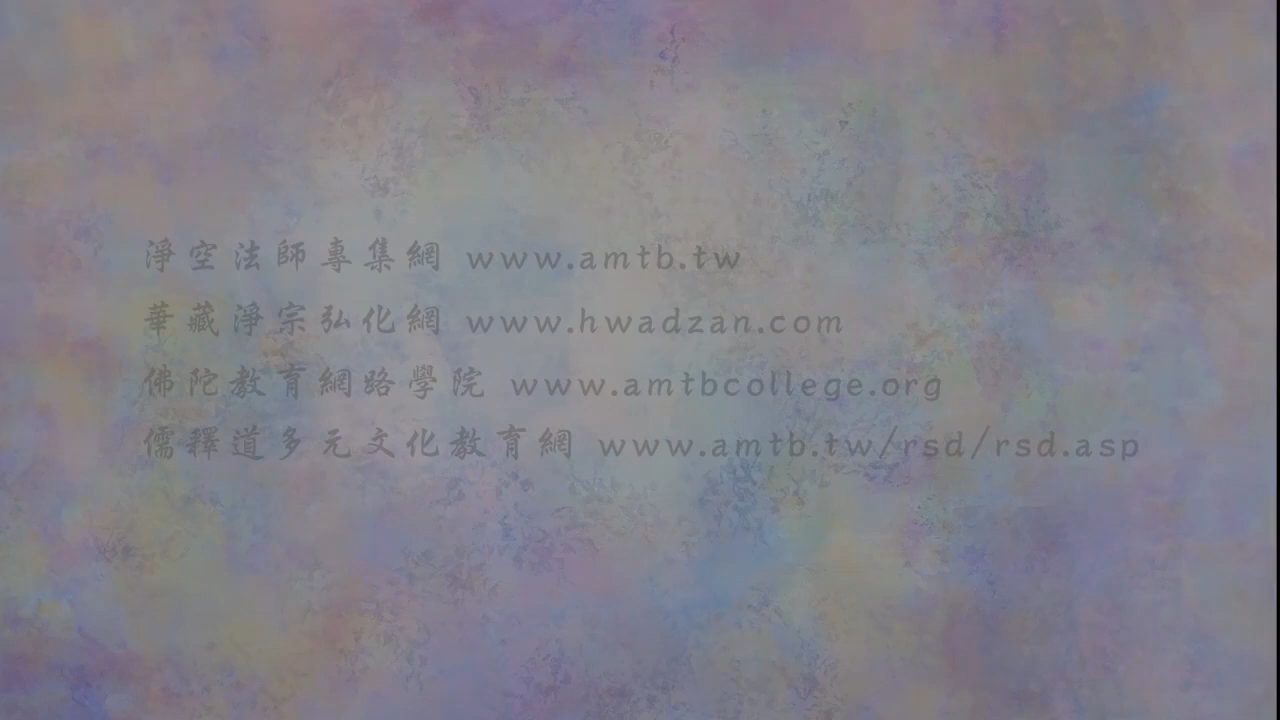 淨空法師專集網 www.amtb.tw
華藏淨宗弘化網 www.hwadzan.com
佛陀教育網路學院 www.amtbcollege.org
儒釋道多元文化教育網 www.amtb.tw/rsd/rsd.asp